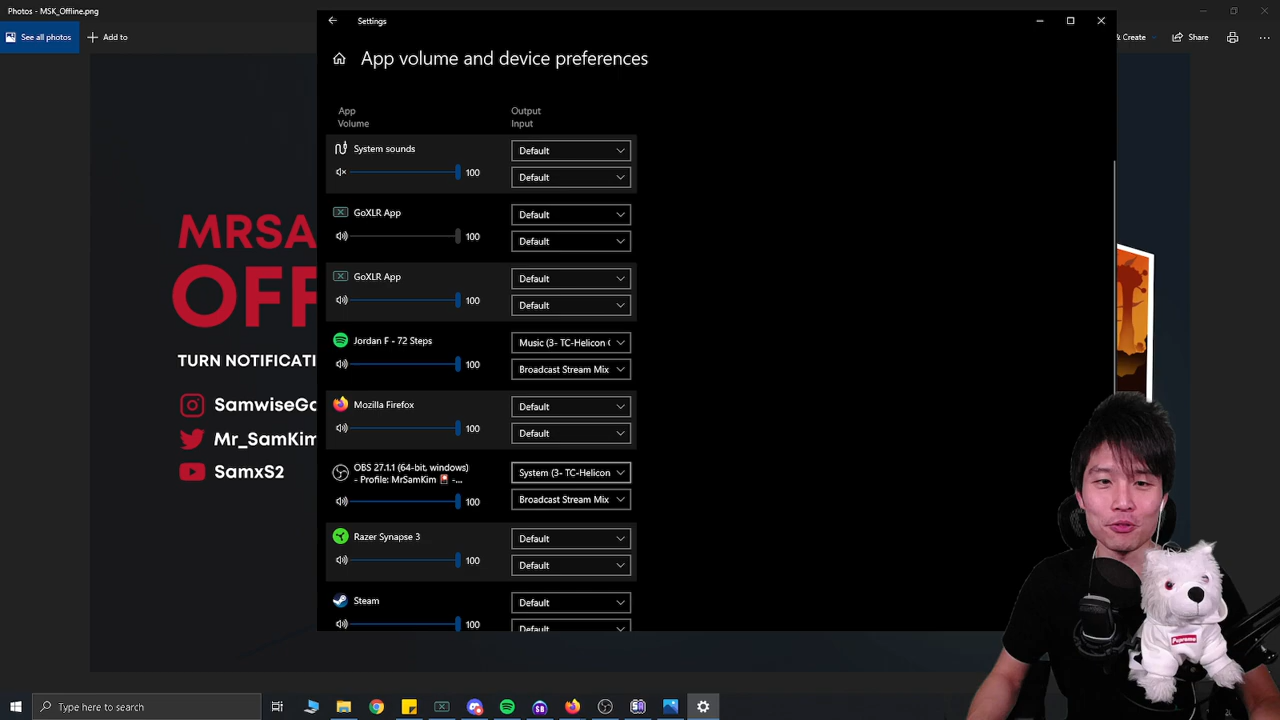 Photos - MSK_Offline.png
See all photos
Add to
Create
Share
Settings
App volume and device preferences
App
Volume
Output
Input
System sounds
100
Default
Default
GoXLR App
100
Default
Default
GoXLR App
100
Default
Default
Jordan F - 72 Steps
100
Music (3- TC-Helicon
Broadcast Stream Mix
Mozilla Firefox
100
Default
Default
OBS 27.1.1 (64-bit, windows)
- Profile: MrSamKim 🎴 -...
100
System (3- TC-Helicon
Broadcast Stream Mix
Razer Synapse 3
100
Default
Default
Steam
100
Default
Default
MRSA
OFF
TURN NOTIFICATI
SamwiseGa
Mr_SamKim
SamxS2
Pupreme
Type here to search